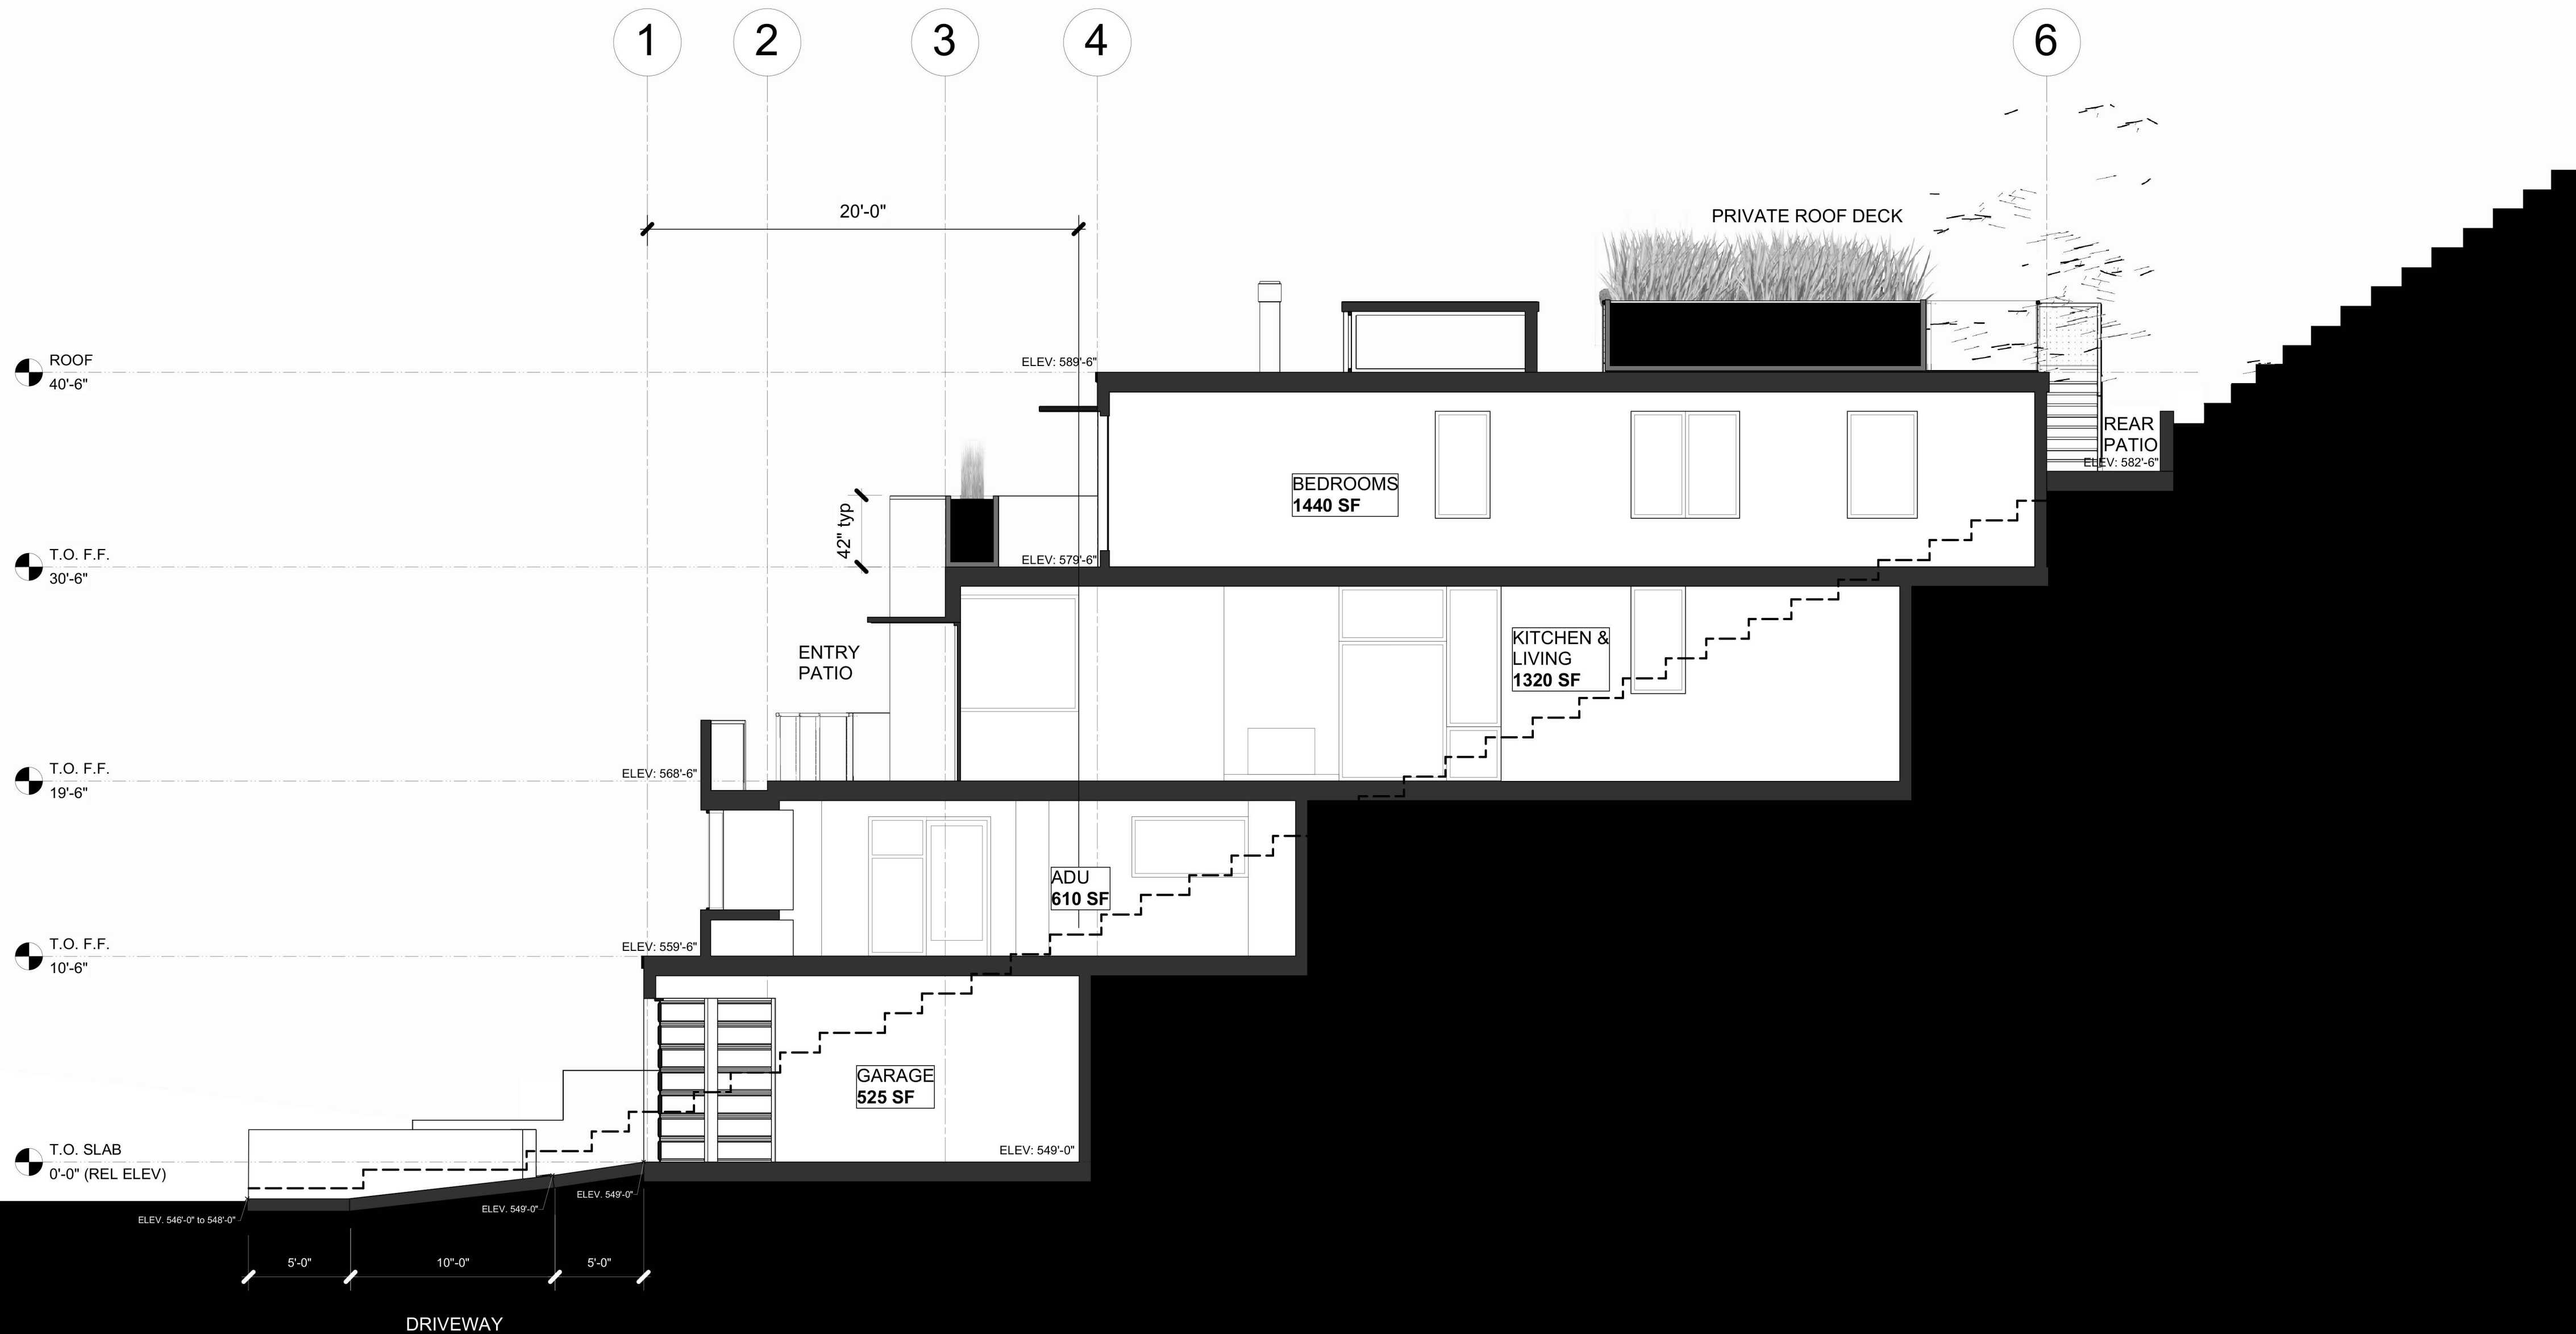 1
2
3
4
6
20'-0"
PRIVATE ROOF DECK
ROOF
40'-6"
ELEV: 589'-6"
REAR
PATIO
ELEV: 582'-6"
BEDROOMS
1440 SF
42" typ
T.O. F.F.
30'-6"
ELEV: 579'-6"
KITCHEN &
LIVING
1320 SF
ENTRY
PATIO
T.O. F.F.
19'-6"
ELEV: 568'-6"
ADU
610 SF
T.O. F.F.
10'-6"
ELEV: 559'-6"
GARAGE
525 SF
T.O. SLAB
0'-0" (REL ELEV)
ELEV: 549'-0"
ELEV. 549'-0"
ELEV. 549'-0"
ELEV. 546'-0" to 548'-0"
5'-0"
10"-0"
5'-0"
DRIVEWAY